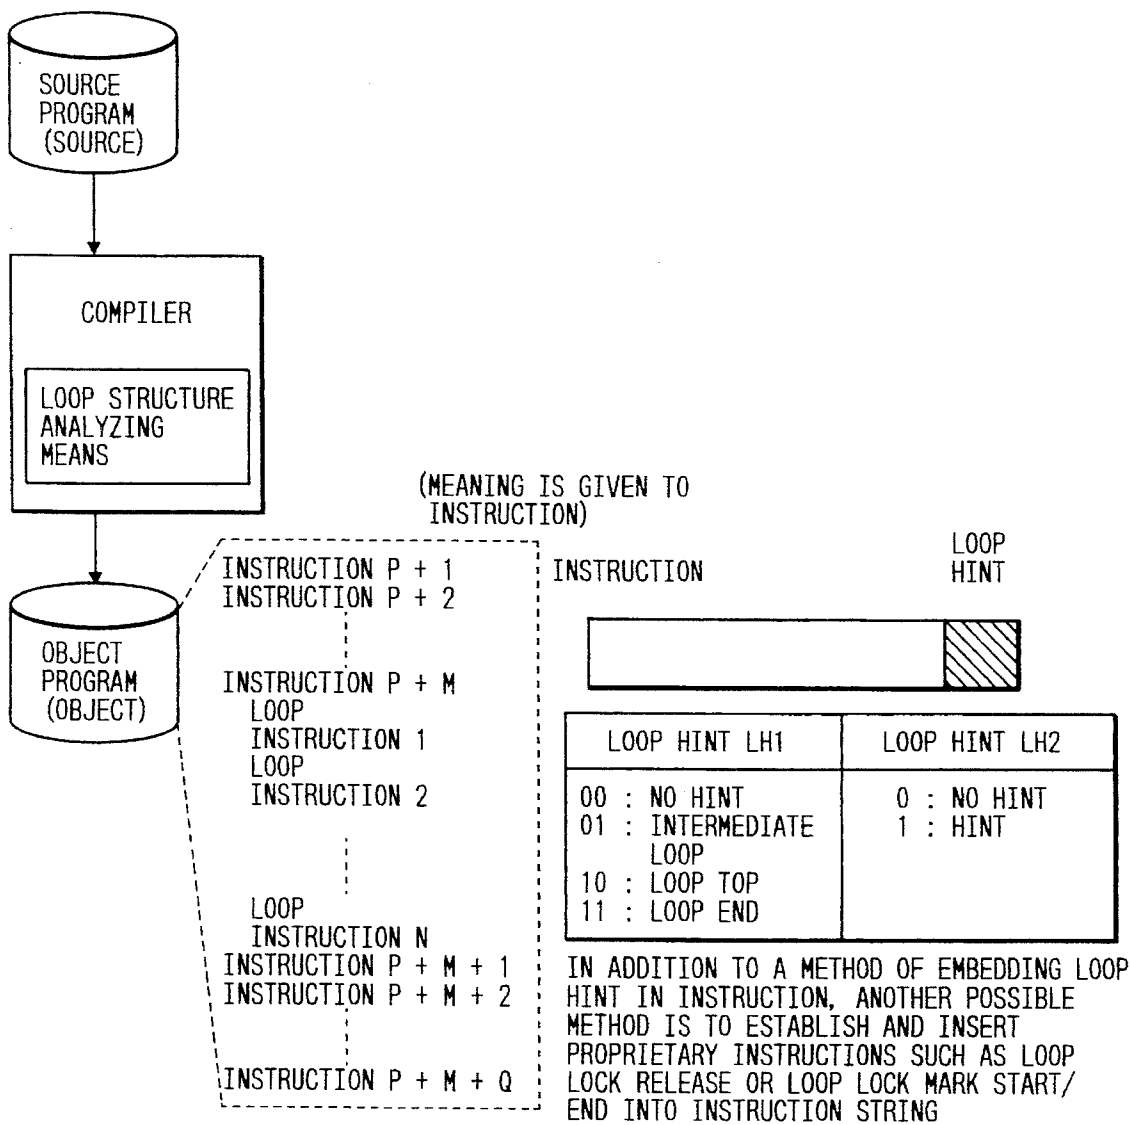 SOURCE
PROGRAM
(SOURCE)
COMPILER
LOOP STRUCTURE
ANALYZING
MEANS
OBJECT
PROGRAM
(OBJECT)
(MEANING IS GIVEN TO
INSTRUCTION)
INSTRUCTION P + 1
INSTRUCTION P + 2
INSTRUCTION P + M
LOOP
INSTRUCTION 1
LOOP
INSTRUCTION 2
LOOP
INSTRUCTION N
INSTRUCTION P + M + 1
INSTRUCTION P + M + 2
INSTRUCTION P + M + Q
INSTRUCTION
LOOP
HINT
LOOP HINT LH1
00 : NO HINT
01 : INTERMEDIATE
LOOP
10 : LOOP TOP
11 : LOOP END
LOOP HINT LH2
0 : NO HINT
1 : HINT
IN ADDITION TO A METHOD OF EMBEDDING LOOP
HINT IN INSTRUCTION, ANOTHER POSSIBLE
METHOD IS TO ESTABLISH AND INSERT
PROPRIETARY INSTRUCTIONS SUCH AS LOOP
LOCK RELEASE OR LOOP LOCK MARK START/
END INTO INSTRUCTION STRING